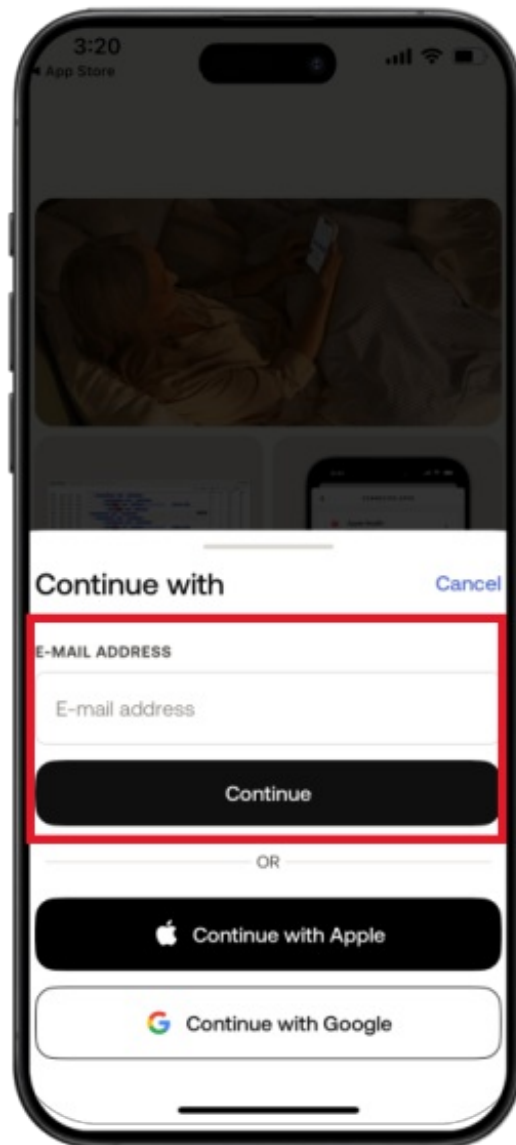 3:20
App Store
Continue with
Cancel
E-MAIL ADDRESS
E-mail address
Continue
OR
Continue with Apple
Continue with Google